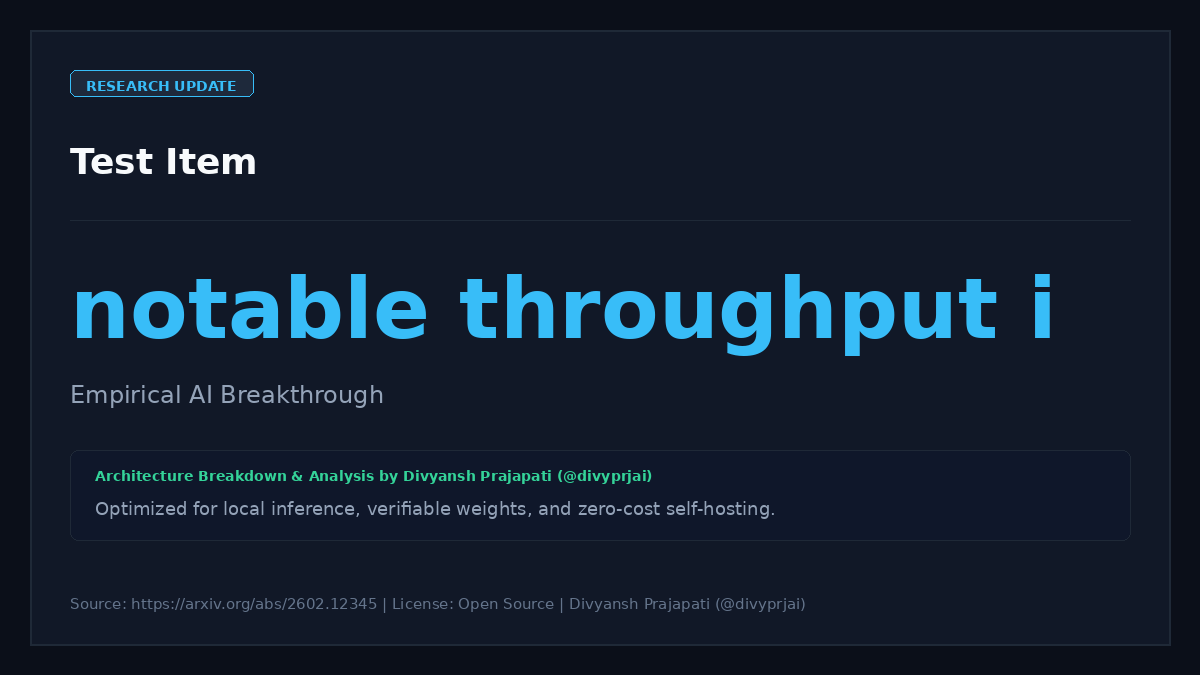 RESEARCH UPDATE
Test Item
notable throughput i
Empirical AI Breakthrough
Architecture Breakdown & Analysis by Divyansh Prajapati (@divyprjai)
Optimized for local inference, verifiable weights, and zero-cost self-hosting.
Source: https://arxiv.org/abs/2602.12345 | License: Open Source | Divyansh Prajapati (@divyprjai)